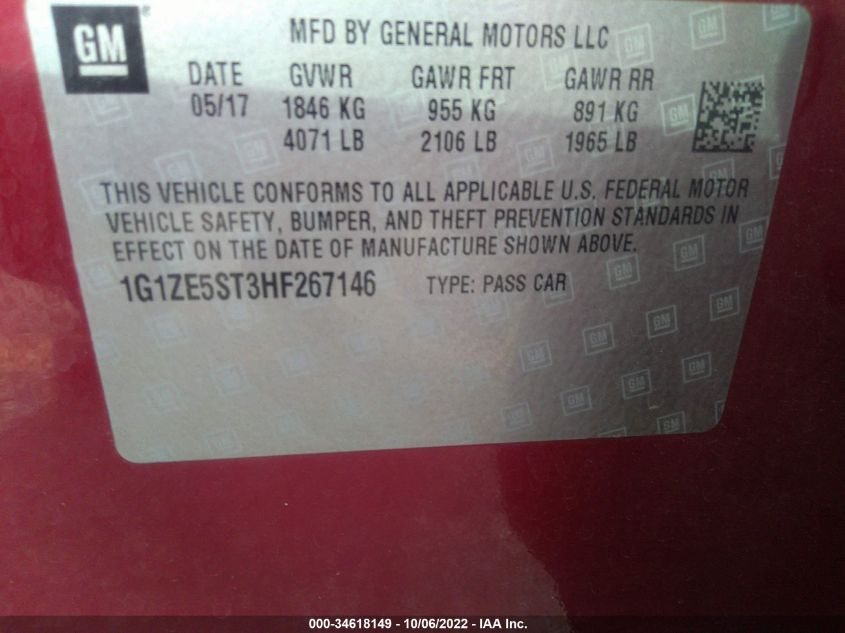 GM
MFD BY GENERAL MOTORS LLC
DATE GVWR GAWR FRT GAWR RR
05/17 1846 KG 955 KG 891 KG
4071 LB 2106 LB 1965 LB
THIS VEHICLE CONFORMS TO ALL APPLICABLE U.S. FEDERAL MOTOR
VEHICLE SAFETY, BUMPER, AND THEFT PREVENTION STANDARDS IN
EFFECT ON THE DATE OF MANUFACTURE SHOWN ABOVE.
1G1ZE5ST3HF267146 TYPE: PASS CAR
000-34618149 - 10/06/2022 - IAA Inc.